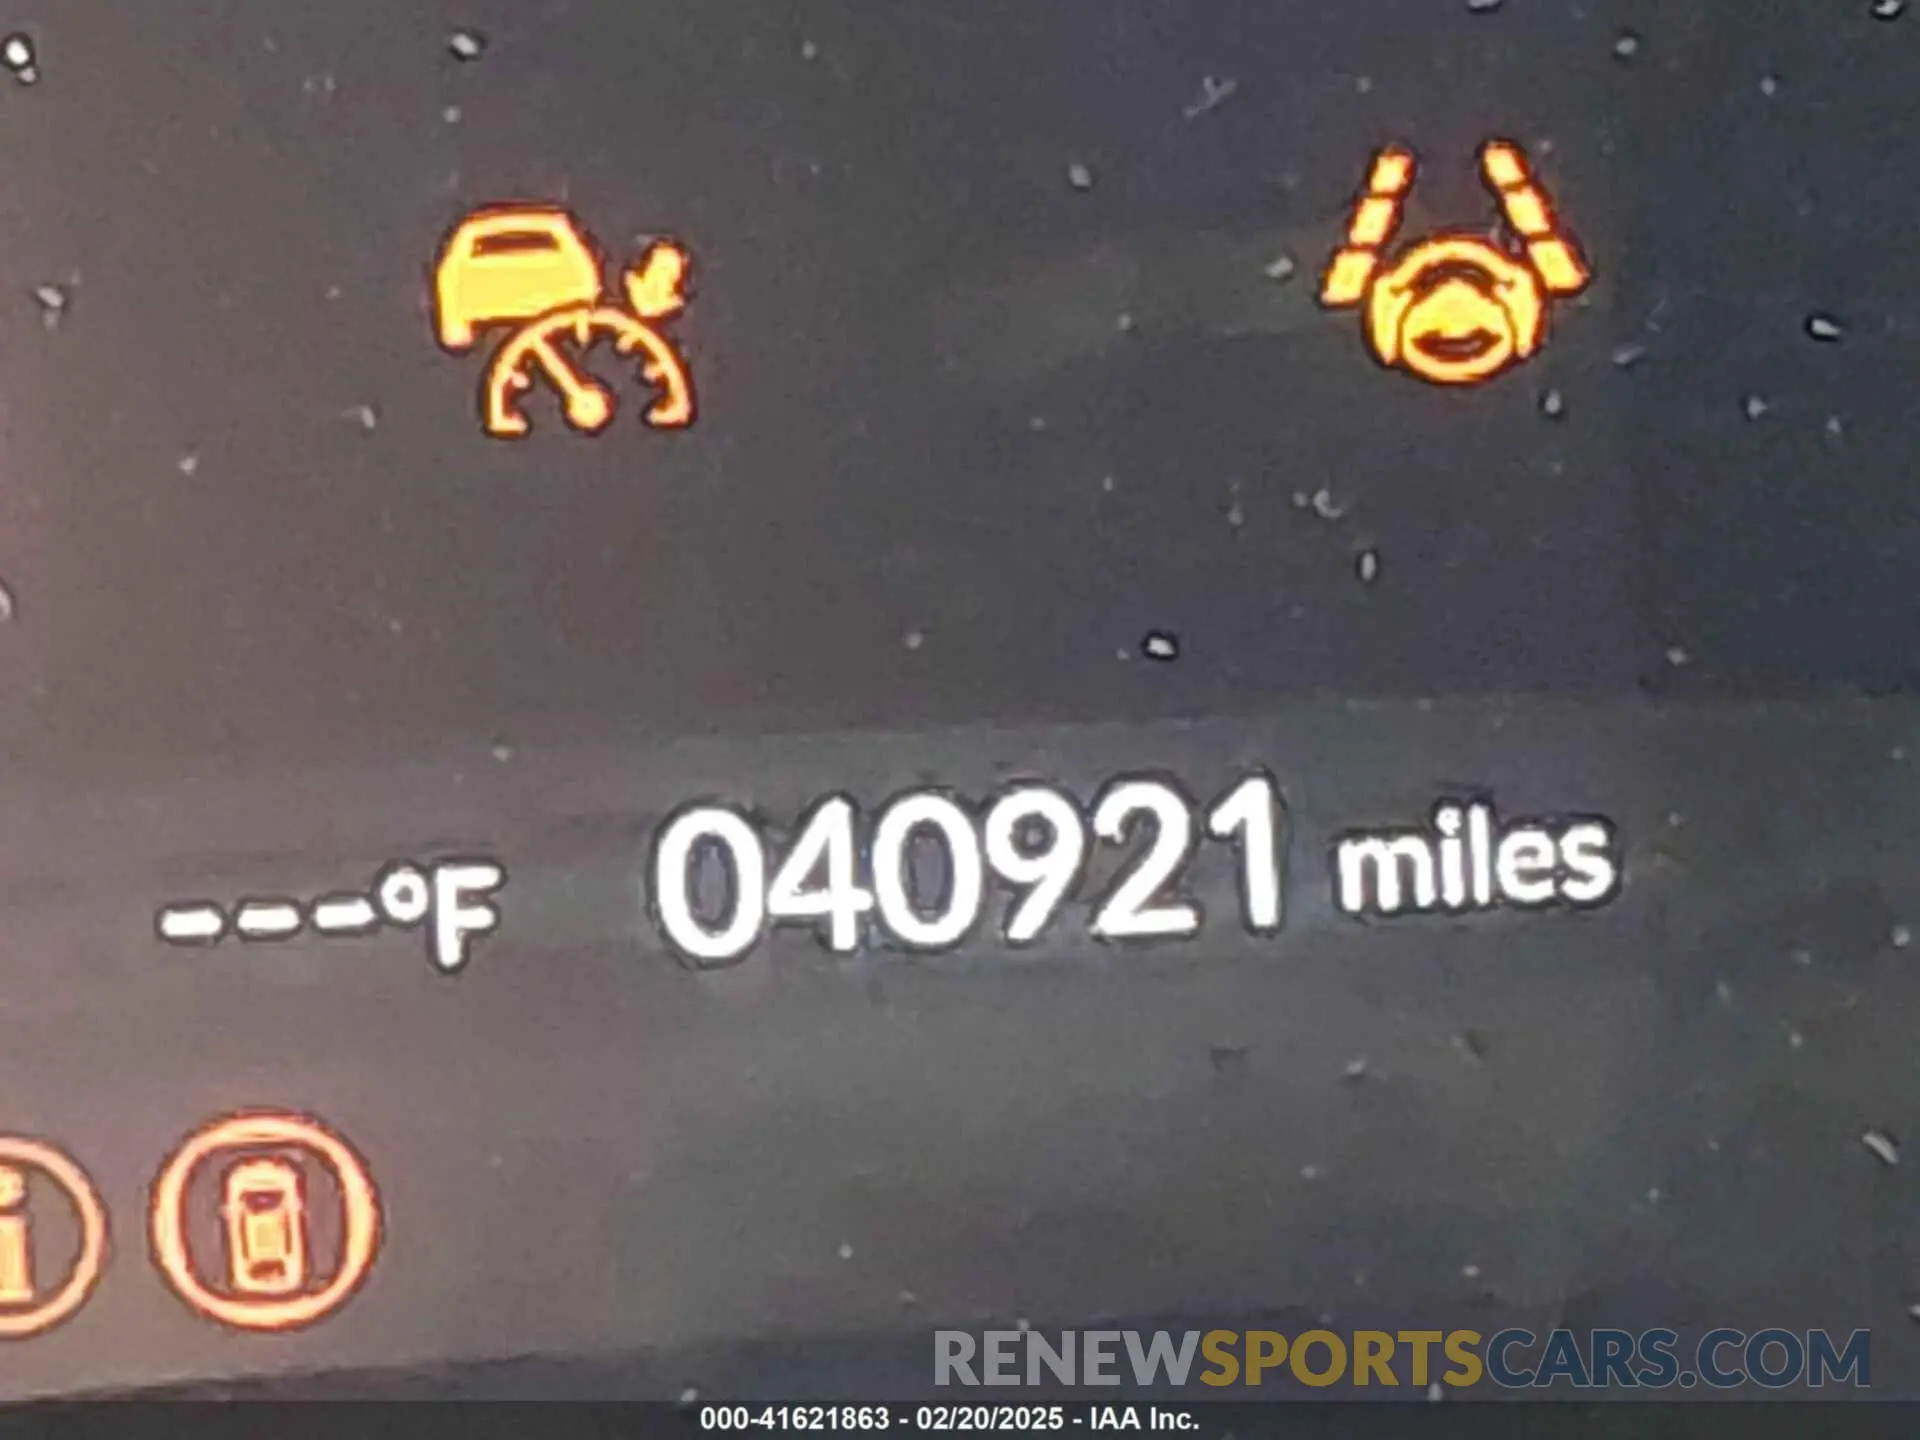 ---°F 040921 miles
i
RENEWSPORTSCARS.COM
000-41621863 - 02/20/2025 - IAA Inc.